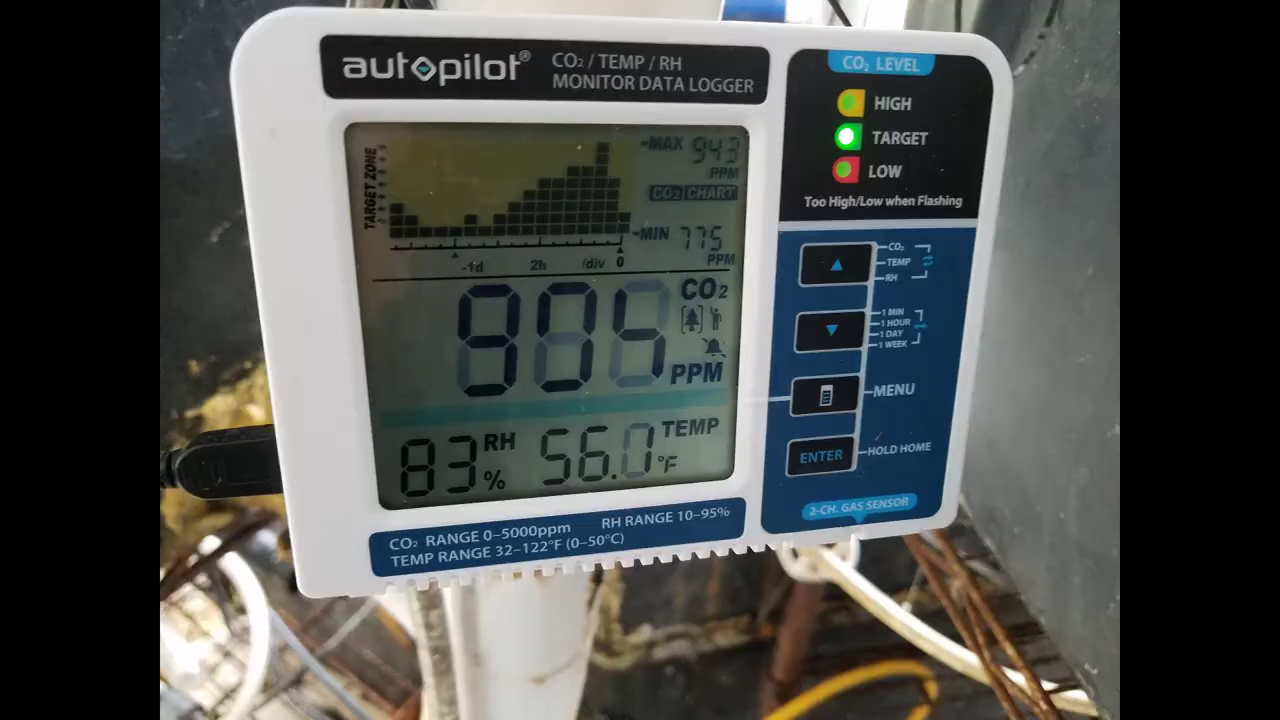 autopilot®
CO2 / TEMP / RH
MONITOR DATA LOGGER
TARGET ZONE
MAX 943
PPM
CO2 CHART
MIN 775
PPM
-1d 2h /div 0
CO2
PPM
83 RH %
56.0 TEMP °F
CO2 RANGE 0–5000ppm RH RANGE 10–95%
TEMP RANGE 32–122°F (0–50°C)
CO2 LEVEL
HIGH
TARGET
LOW
Too High/Low when Flashing
CO2
TEMP
RH
1 MIN
1 HOUR
1 DAY
1 WEEK
MENU
ENTER HOLD HOME
2-CH. GAS SENSOR